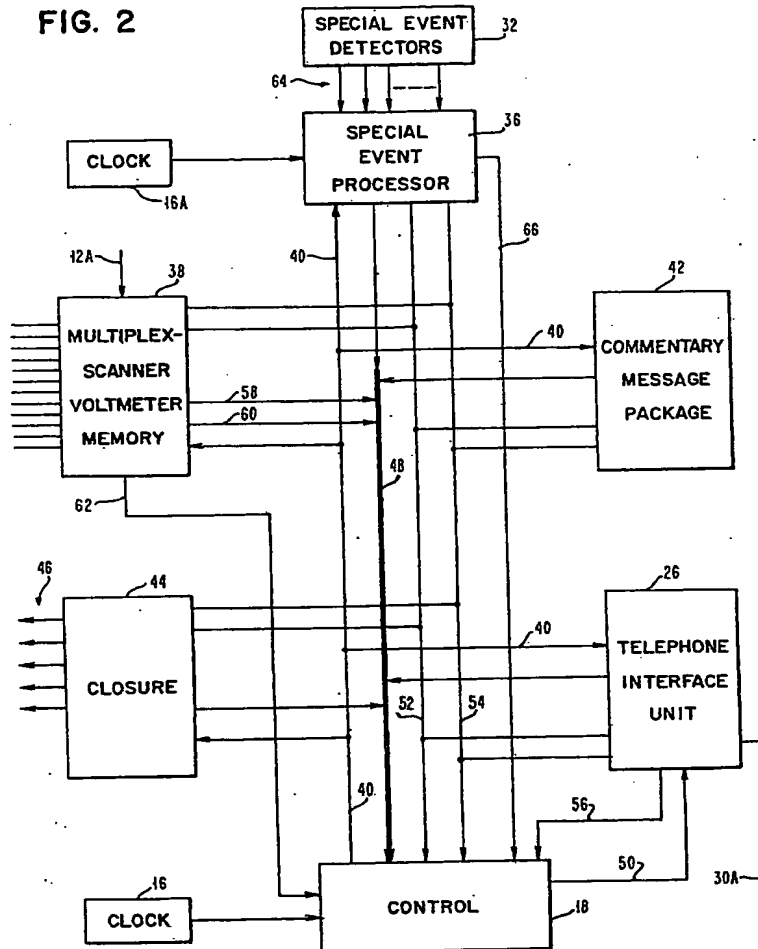 FIG. 2
SPECIAL EVENT
DETECTORS
32
64
SPECIAL
EVENT
PROCESSOR
36
CLOCK
16A
66
12A
38
40
42
MULTIPLEX-
SCANNER
VOLTMETER
MEMORY
40
COMMENTARY
MESSAGE
PACKAGE
58
60
48
62
46
44
26
CLOSURE
40
TELEPHONE
INTERFACE
UNIT
52
54
56
40
50
30A
16
CLOCK
CONTROL
18